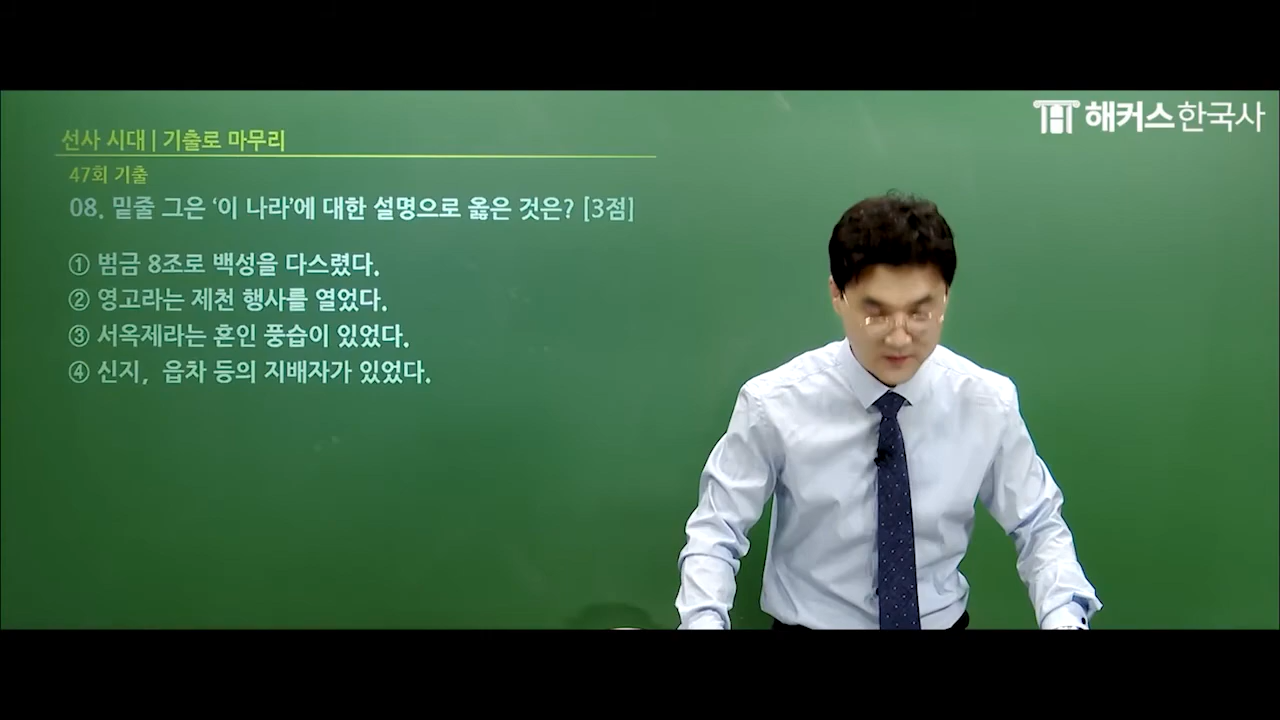 해커스한국사
선사 시대 | 기출로 마무리
47회 기출
08. 밑줄 그은 ‘이 나라’에 대한 설명으로 옳은 것은? [3점]
① 범금 8조로 백성을 다스렸다.
② 영고라는 제천 행사를 열었다.
③ 서옥제라는 혼인 풍습이 있었다.
④ 신지, 읍차 등의 지배자가 있었다.